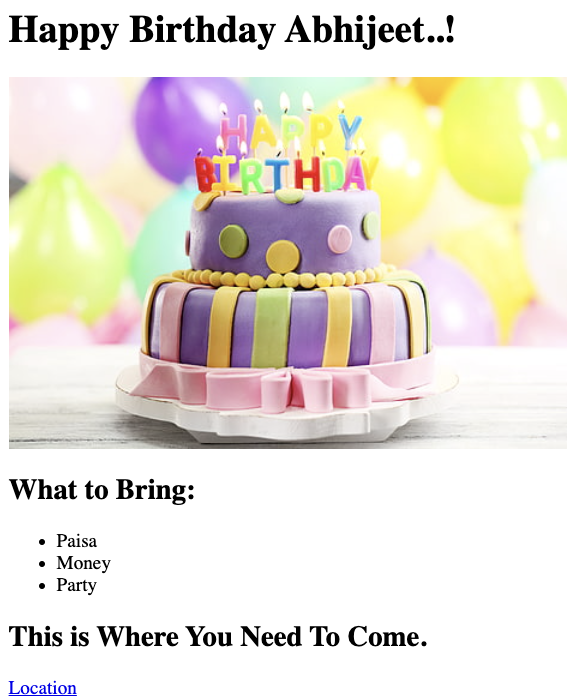 Happy Birthday Abhijeet..!
HAPPY
BIRTHDAY
What to Bring:
Paisa
Money
Party
This is Where You Need To Come.
Location